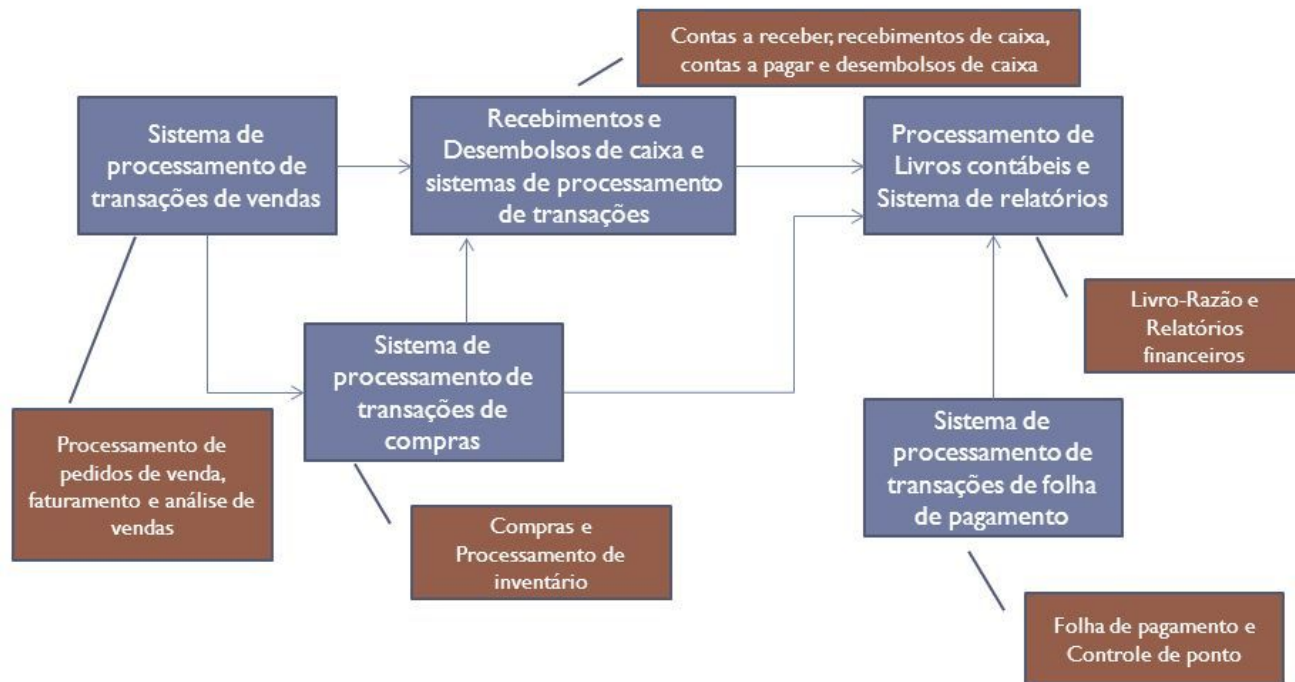 Contas a receber, recebimentos de caixa,
contas a pagar e desembolsos de caixa
Sistema de
processamento de
transações de vendas
Recebimentos e
Desembolsos de caixa e
sistemas de processamento
de transações
Processamento de
Livros contábeis e
Sistema de relatórios
Livro-Razão e
Relatórios
financeiros
Sistema de
processamento de
transações de
compras
Processamento de
pedidos de venda,
faturamento e análise de
vendas
Sistema de
processamento de
transações de folha
de pagamento
Compras e
Processamento de
inventário
Folha de pagamento e
Controle de ponto